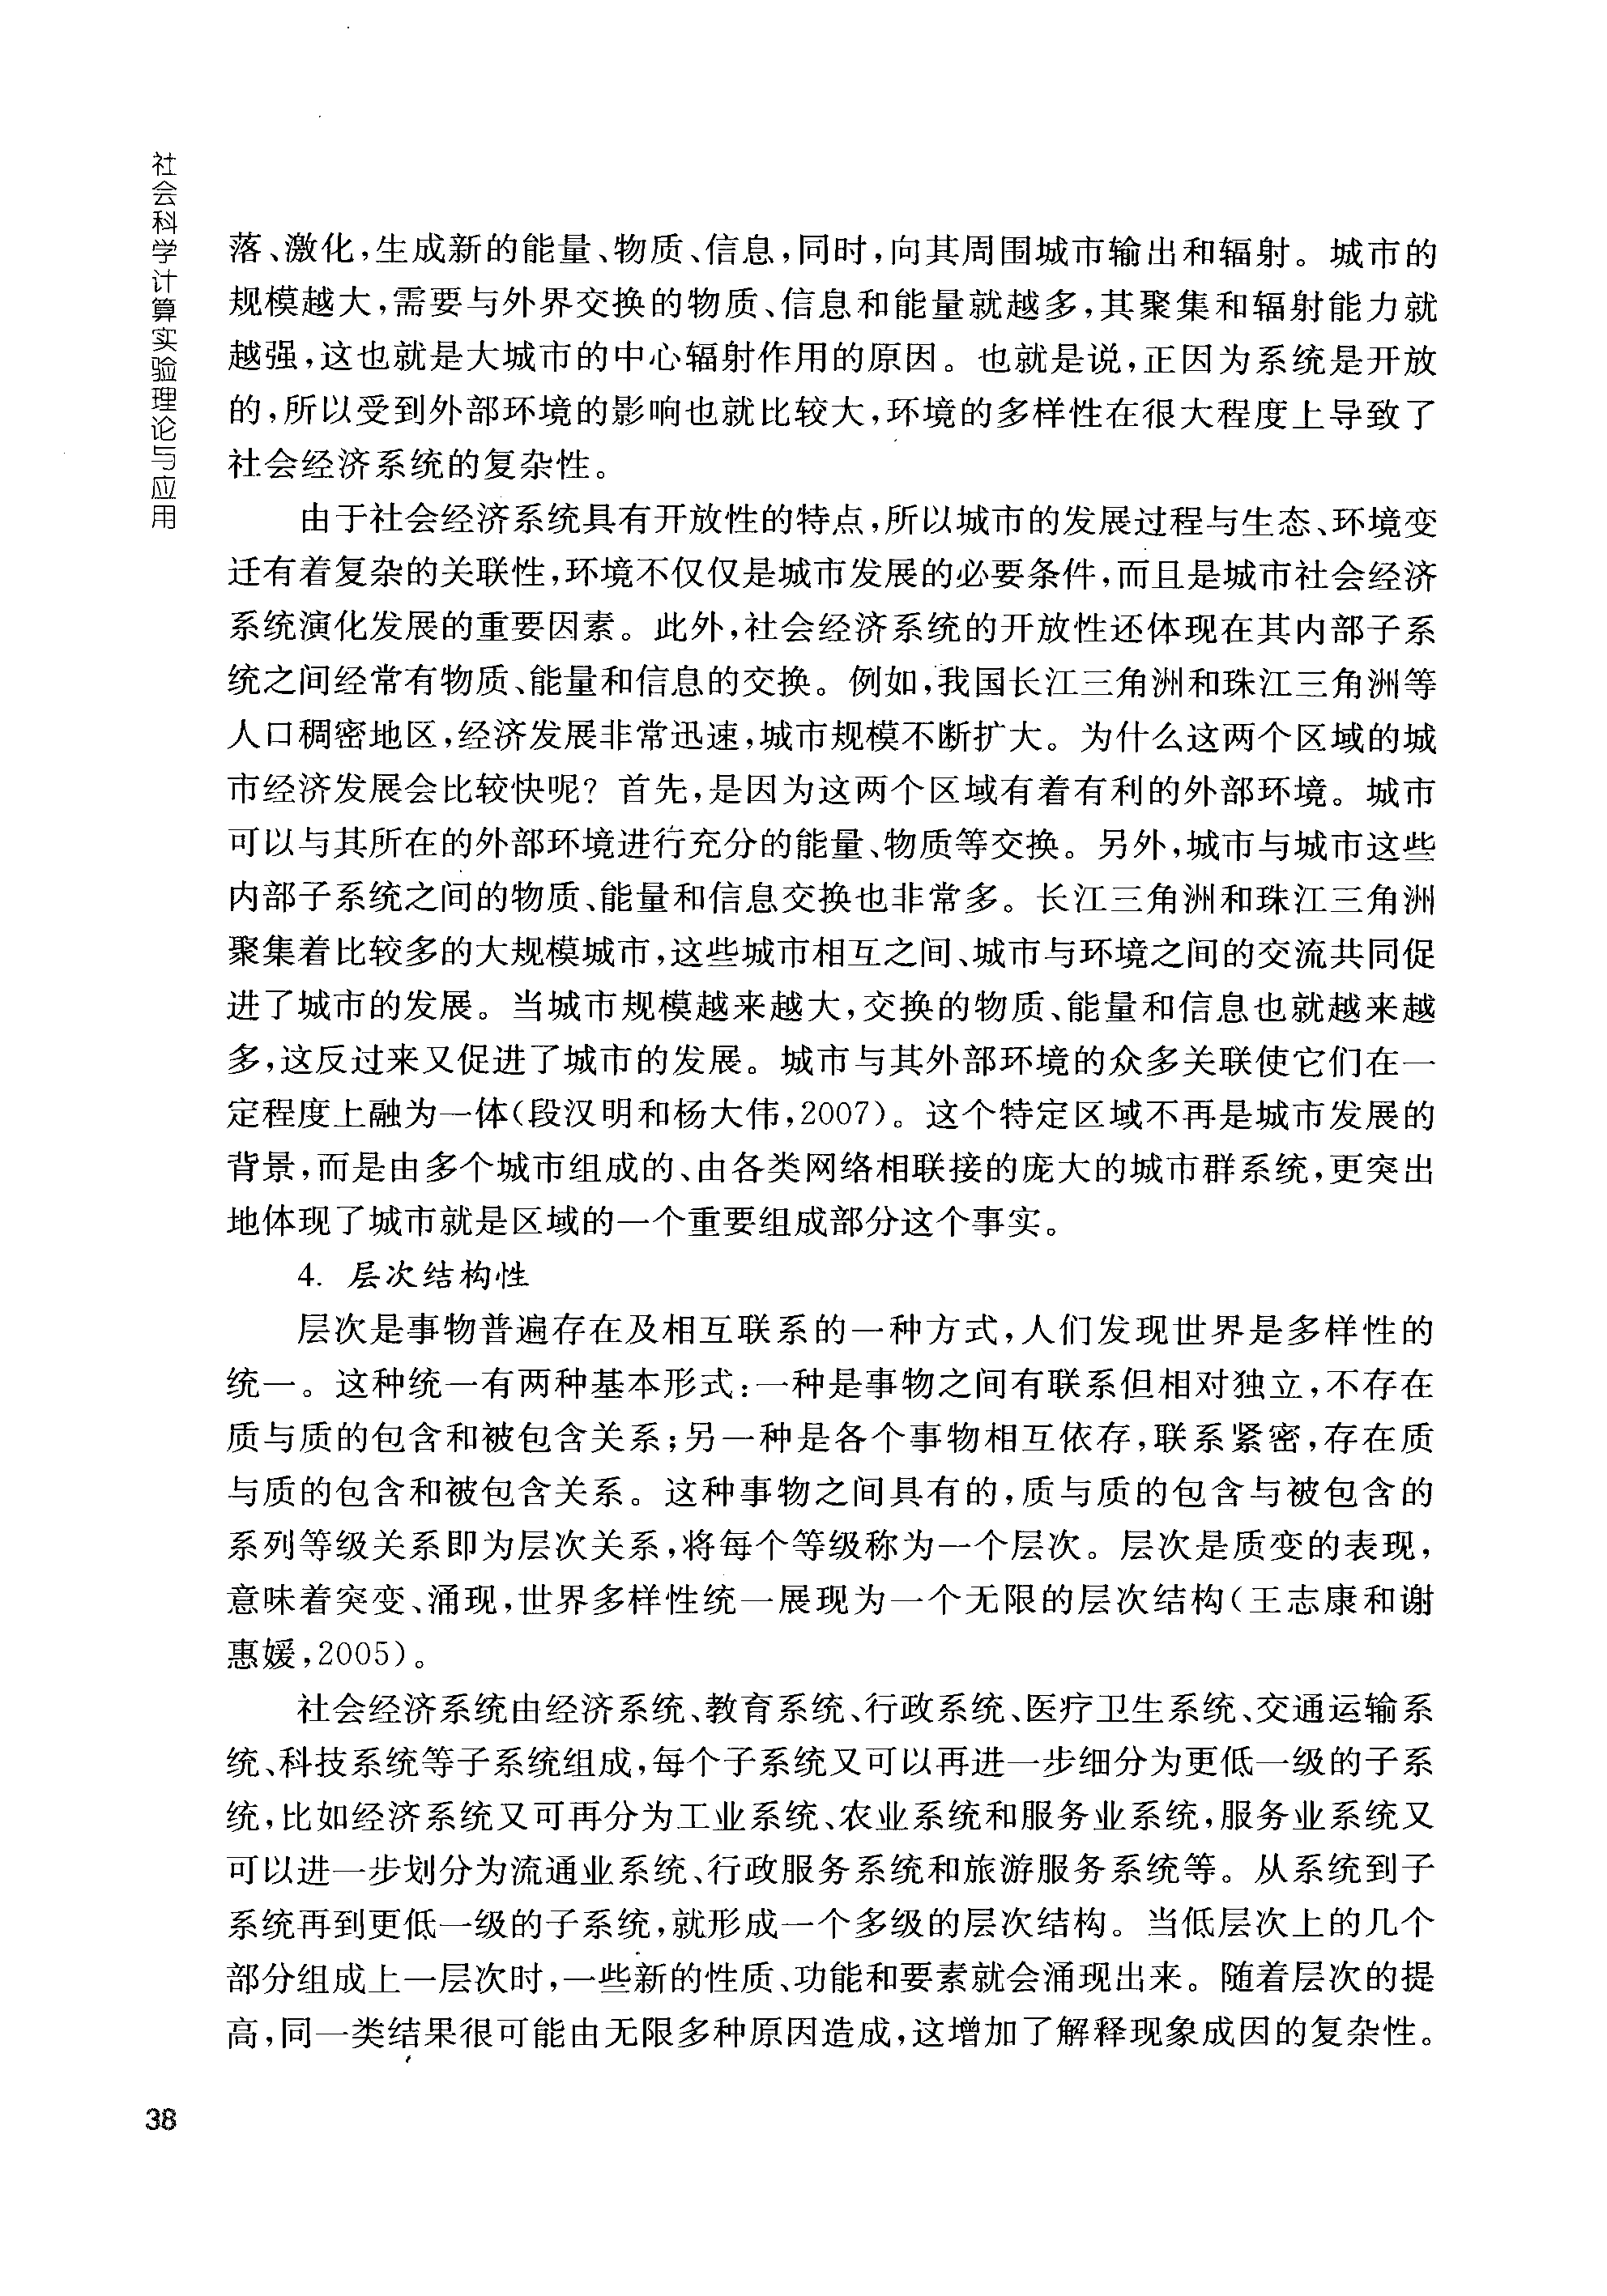 社会科学计算实验理论与应用
落、激化，生成新的能量、物质、信息，同时，向其周围城市输出和辐射。城市的
规模越大，需要与外界交换的物质、信息和能量就越多，其聚集和辐射能力就
越强，这也就是大城市的中心辐射作用的原因。也就是说，正因为系统是开放
的，所以受到外部环境的影响也就比较大，环境的多样性在很大程度上导致了
社会经济系统的复杂性。
由于社会经济系统具有开放性的特点，所以城市的发展过程与生态、环境变
迁有着复杂的关联性，环境不仅仅是城市发展的必要条件，而且是城市社会经济
系统演化发展的重要因素。此外，社会经济系统的开放性还体现在其内部子系
统之间经常有物质、能量和信息的交换。例如，我国长江三角洲和珠江三角洲等
人口稠密地区，经济发展非常迅速，城市规模不断扩大。为什么这两个区域的城
市经济发展会比较快呢？首先，是因为这两个区域有着有利的外部环境。城市
可以与其所在的外部环境进行充分的能量、物质等交换。另外，城市与城市这些
内部子系统之间的物质、能量和信息交换也非常多。长江三角洲和珠江三角洲
聚集着比较多的大规模城市，这些城市相互之间、城市与环境之间的交流共同促
进了城市的发展。当城市规模越来越大，交换的物质、能量和信息也就越来越
多，这反过来又促进了城市的发展。城市与其外部环境的众多关联使它们在一
定程度上融为一体（段汉明和杨大伟，2007）。这个特定区域不再是城市发展的
背景，而是由多个城市组成的、由各类网络相联接的庞大的城市群系统，更突出
地体现了城市就是区域的一个重要组成部分这个事实。
4. 层次结构性
层次是事物普遍存在及相互联系的一种方式，人们发现世界是多样性的
统一。这种统一有两种基本形式：一种是事物之间有联系但相对独立，不存在
质与质的包含和被包含关系；另一种是各个事物相互依存，联系紧密，存在质
与质的包含和被包含关系。这种事物之间具有的，质与质的包含与被包含的
系列等级关系即为层次关系，将每个等级称为一个层次。层次是质变的表现，
意味着突变、涌现，世界多样性统一展现为一个无限的层次结构（王志康和谢
惠媛，2005）。
社会经济系统由经济系统、教育系统、行政系统、医疗卫生系统、交通运输系
统、科技系统等子系统组成，每个子系统又可以再进一步细分为更低一级的子系
统，比如经济系统又可再分为工业系统、农业系统和服务业系统，服务业系统又
可以进一步划分为流通业系统、行政服务系统和旅游服务系统等。从系统到子
系统再到更低一级的子系统，就形成一个多级的层次结构。当低层次上的几个
部分组成上一层次时，一些新的性质、功能和要素就会涌现出来。随着层次的提
高，同一类结果很可能由无限多种原因造成，这增加了解释现象成因的复杂性。
38